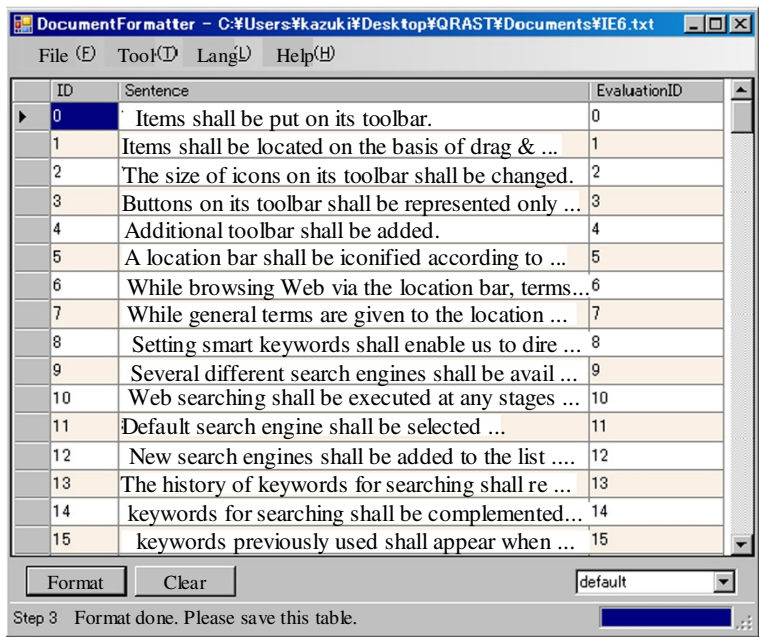 DocumentFormatter - C:¥Users¥kazuki¥Desktop¥QRAST¥Documents¥IE6.txt
File (F) Tool(T) Lang(L) Help(H)
ID Sentence EvaluationID
0 Items shall be put on its toolbar. 0
1 Items shall be located on the basis of drag & ... 1
2 The size of icons on its toolbar shall be changed. 2
3 Buttons on its toolbar shall be represented only ... 3
4 Additional toolbar shall be added. 4
5 A location bar shall be iconified according to ... 5
6 While browsing Web via the location bar, terms... 6
7 While general terms are given to the location ... 7
8 Setting smart keywords shall enable us to dire ... 8
9 Several different search engines shall be avail ... 9
10 Web searching shall be executed at any stages ... 10
11 Default search engine shall be selected ... 11
12 New search engines shall be added to the list .... 12
13 The history of keywords for searching shall re ... 13
14 keywords for searching shall be complemented... 14
15 keywords previously used shall appear when ... 15
Format Clear default
Step 3 Format done. Please save this table.